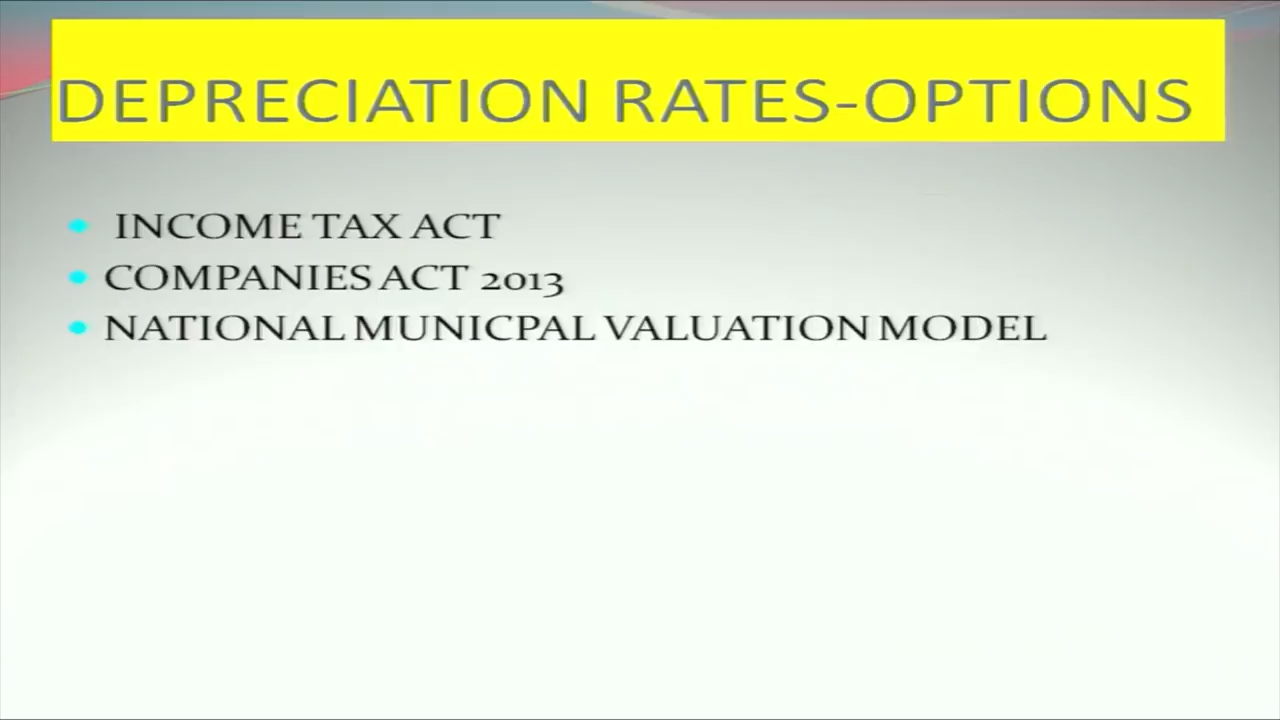 DEPRECIATION RATES-OPTIONS
INCOME TAX ACT
COMPANIES ACT 2013
NATIONAL MUNICPAL VALUATION MODEL